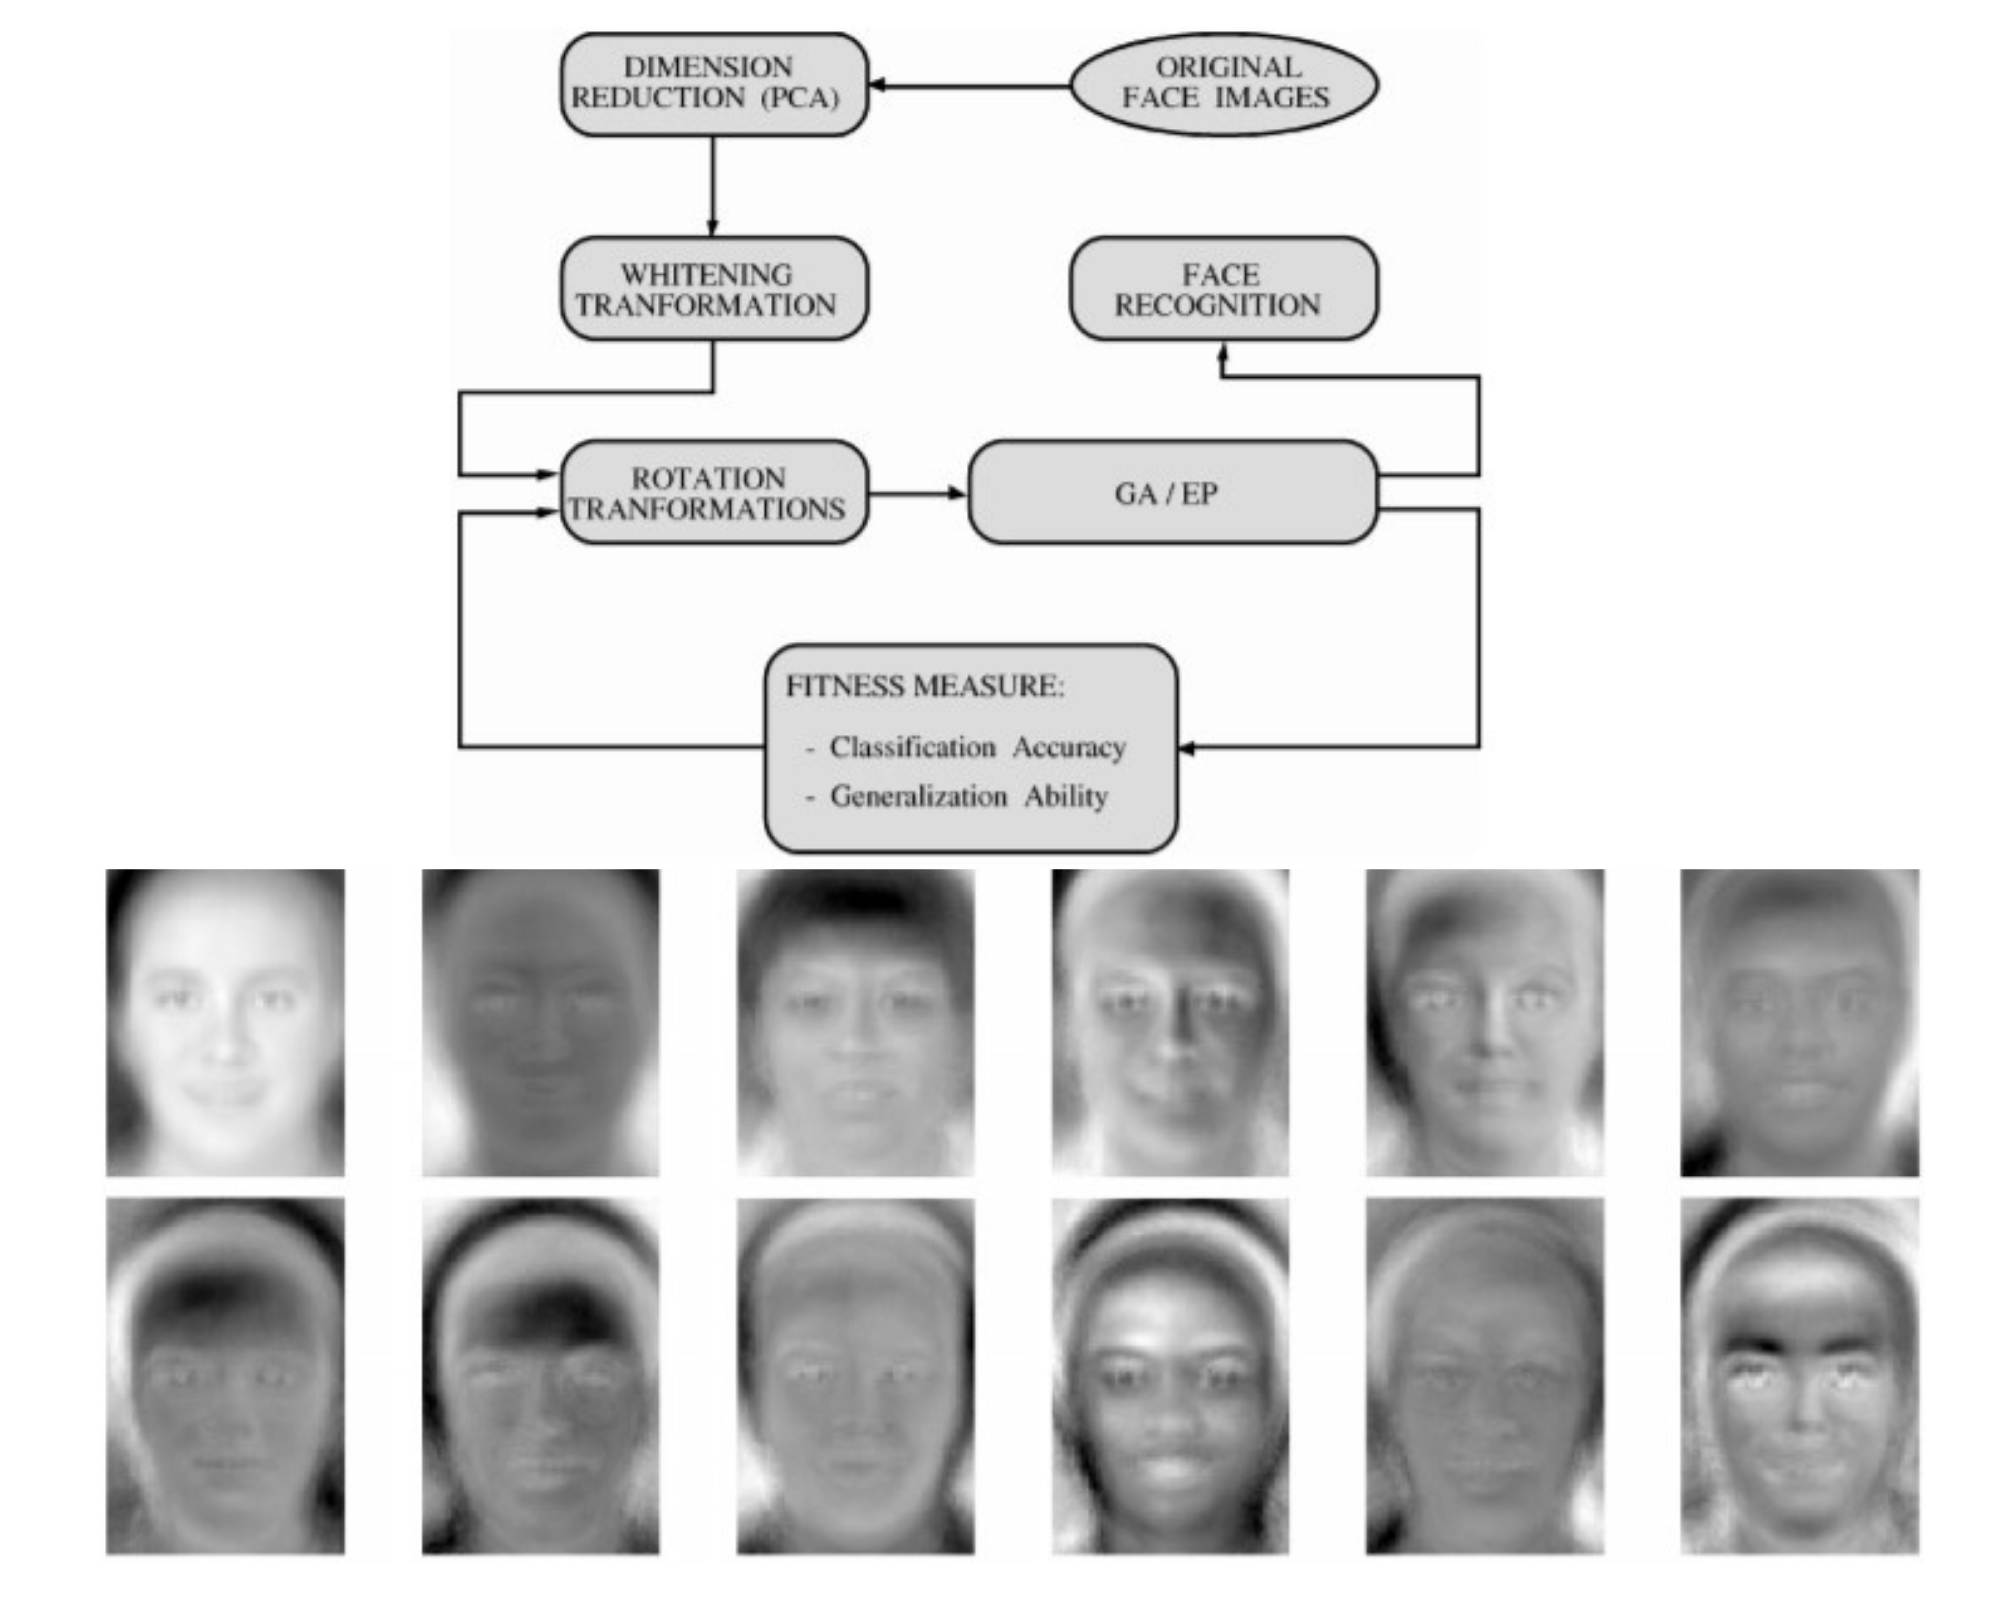 DIMENSION
REDUCTION (PCA)
ORIGINAL
FACE IMAGES
WHITENING
TRANFORMATION
FACE
RECOGNITION
ROTATION
TRANFORMATIONS
GA / EP
FITNESS MEASURE:
- Classification Accuracy
- Generalization Ability